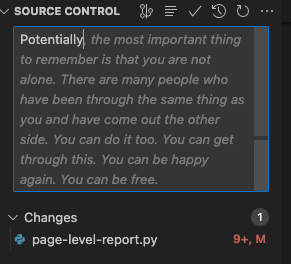 SOURCE CONTROL
Potentially the most important thing
to remember is that you are not
alone. There are many people who
have been through the same thing as
you and have come out the other
side. You can do it too. You can get
through this. You can be happy
again. You can be free.
Changes 1
page-level-report.py 9+, M